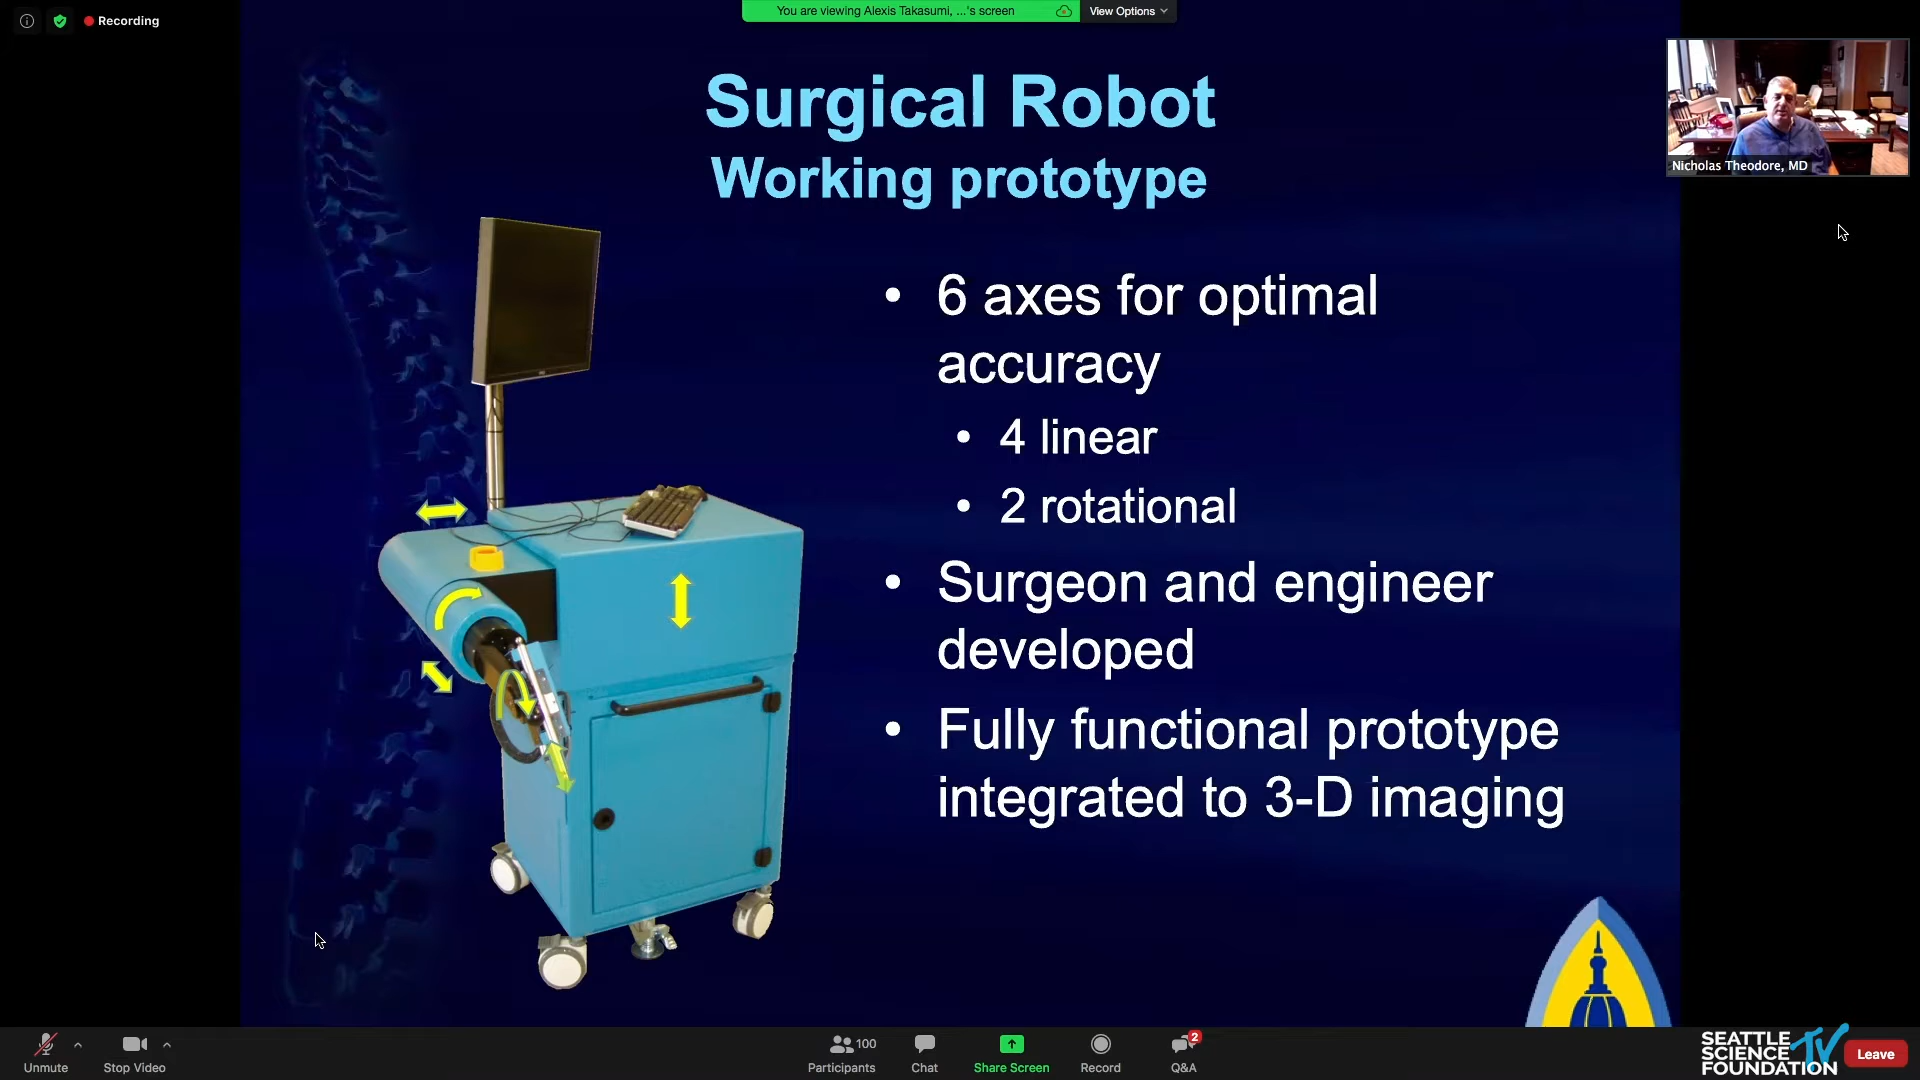 Recording
You are viewing Alexis Takasumi, ...'s screen
View Options
Surgical Robot
Working prototype
Nicholas Theodore, MD
• 6 axes for optimal
accuracy
• 4 linear
• 2 rotational
• Surgeon and engineer
developed
• Fully functional prototype
integrated to 3-D imaging
Unmute
Stop Video
100
Participants
Chat
Share Screen
Record
2
Q&A
SEATTLE
SCIENCE
FOUNDATION
TV
Leave